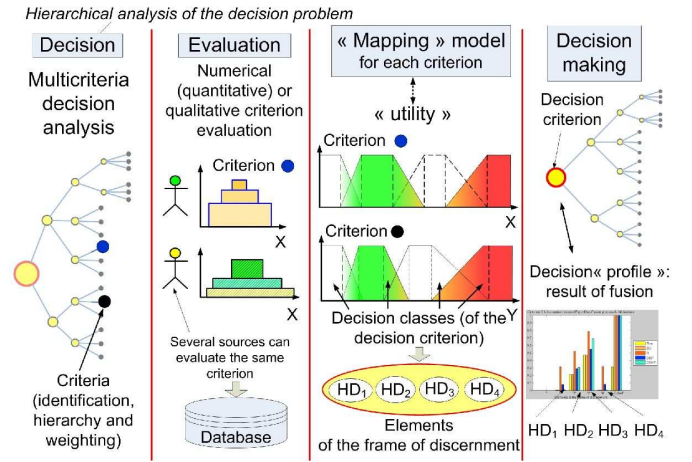 Hierarchical analysis of the decision problem
Decision
Multicriteria
decision
analysis
Criteria
(identification,
hierarchy and
weighting)
Evaluation
Numerical
(quantitative) or
qualitative criterion
evaluation
Criterion
X
X
Several sources can
evaluate the same
criterion
Database
« Mapping » model
for each criterion
« utility »
Criterion
X
Criterion
Y
Decision classes (of the
decision criterion)
HD1 HD2 HD3 HD4
Elements
of the frame of discernment
Decision
making
Decision
criterion
Decision« profile »:
result of fusion
HD1 HD2 HD3 HD4